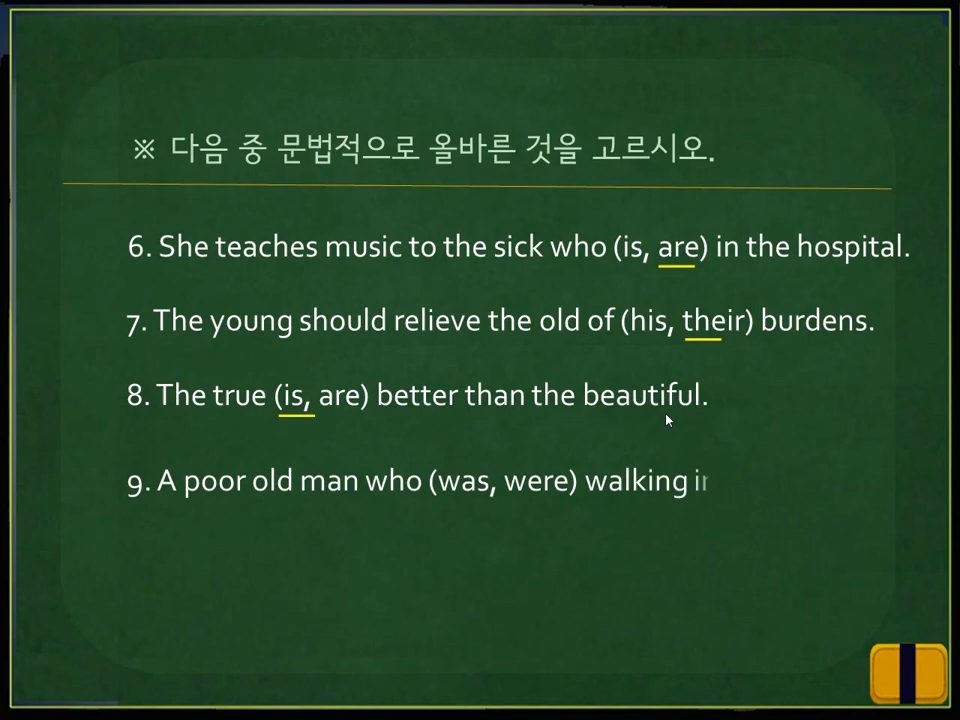 ※ 다음 중 문법적으로 올바른 것을 고르시오.
6. She teaches music to the sick who (is, are) in the hospital.
7. The young should relieve the old of (his, their) burdens.
8. The true (is, are) better than the beautiful.
9. A poor old man who (was, were) walking